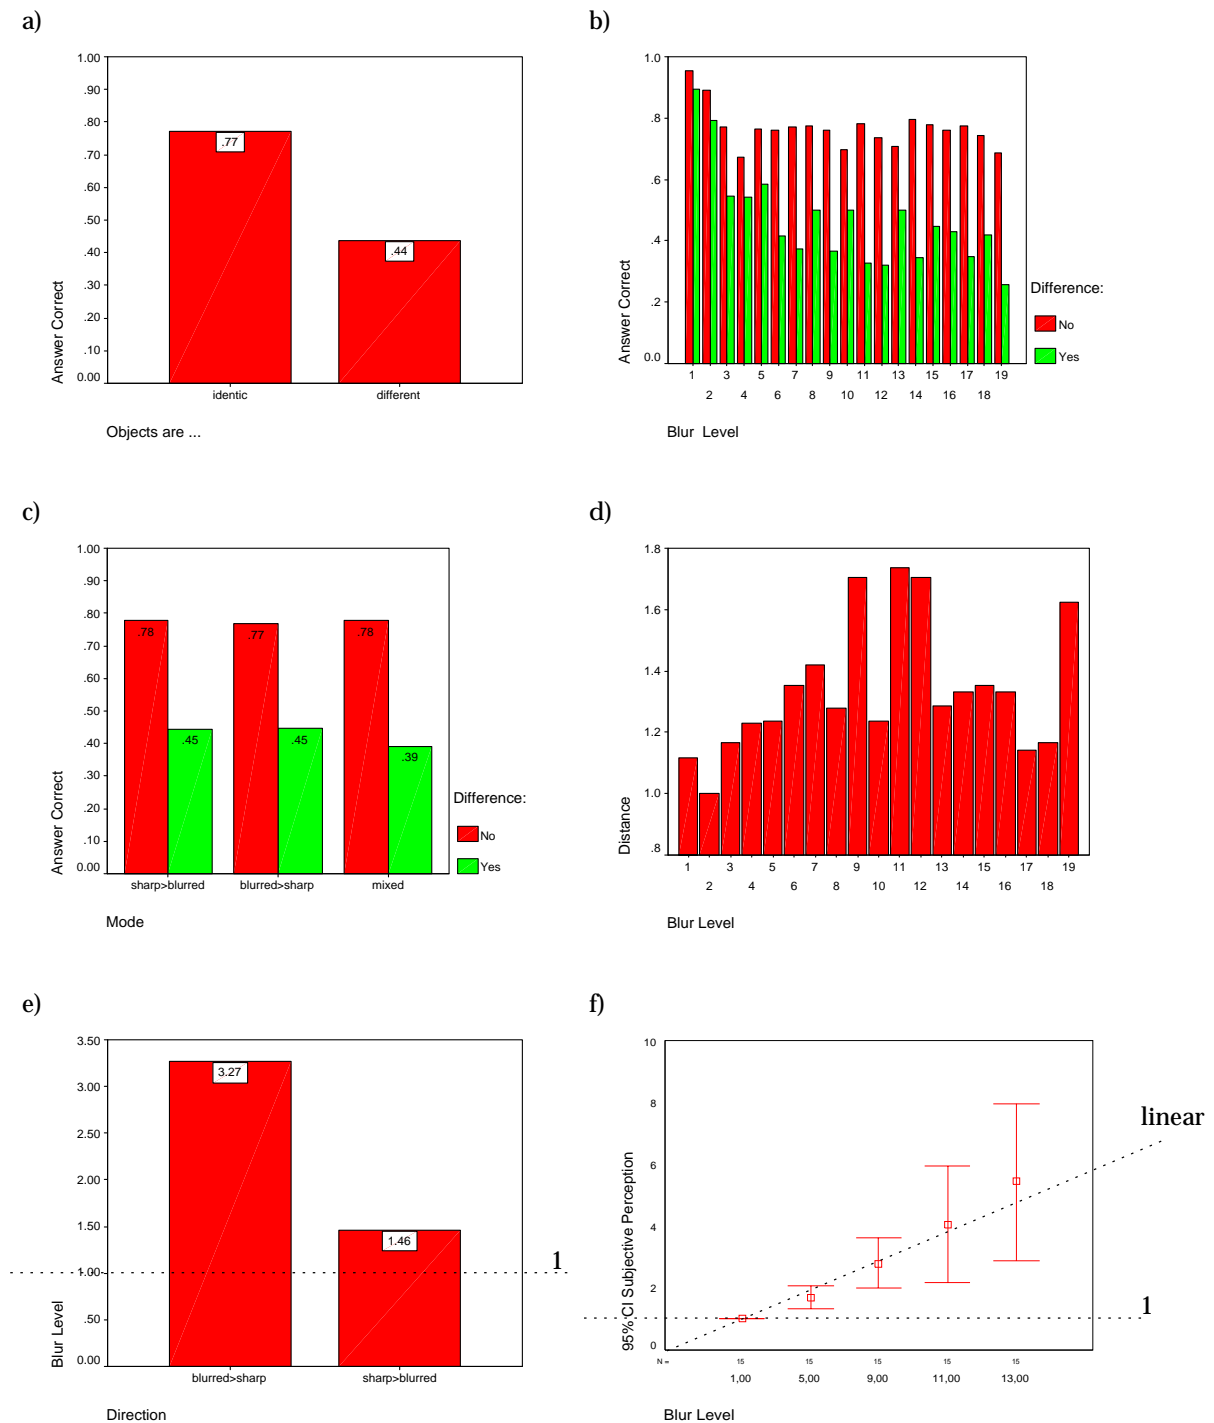 a)
1.00
.90
.80
.70
.60
.50
.40
.30
.20
.10
0.00
Answer Correct
.77
.44
identic different
Objects are ...
b)
1.0
.8
.6
.4
.2
0.0
Answer Correct
1 3 5 7 9 11 13 15 17 19
2 4 6 8 10 12 14 16 18
Blur Level
Difference:
No
Yes
c)
1.00
.90
.80
.70
.60
.50
.40
.30
.20
.10
0.00
Answer Correct
.78 .77 .78
.45 .45 .39
sharp>blurred blurred>sharp mixed
Mode
Difference:
No
Yes
d)
1.8
1.6
1.4
1.2
1.0
.8
Distance
1 3 5 7 9 11 13 15 17 19
2 4 6 8 10 12 14 16 18
Blur Level
e)
3.50
3.00
2.50
2.00
1.50
1.00
.50
0.00
Blur Level
3.27
1.46
1
blurred>sharp sharp>blurred
Direction
f)
10
8
6
4
2
0
95% CI Subjective Perception
linear
1
N = 15 15 15 15 15
1,00 5,00 9,00 11,00 13,00
Blur Level